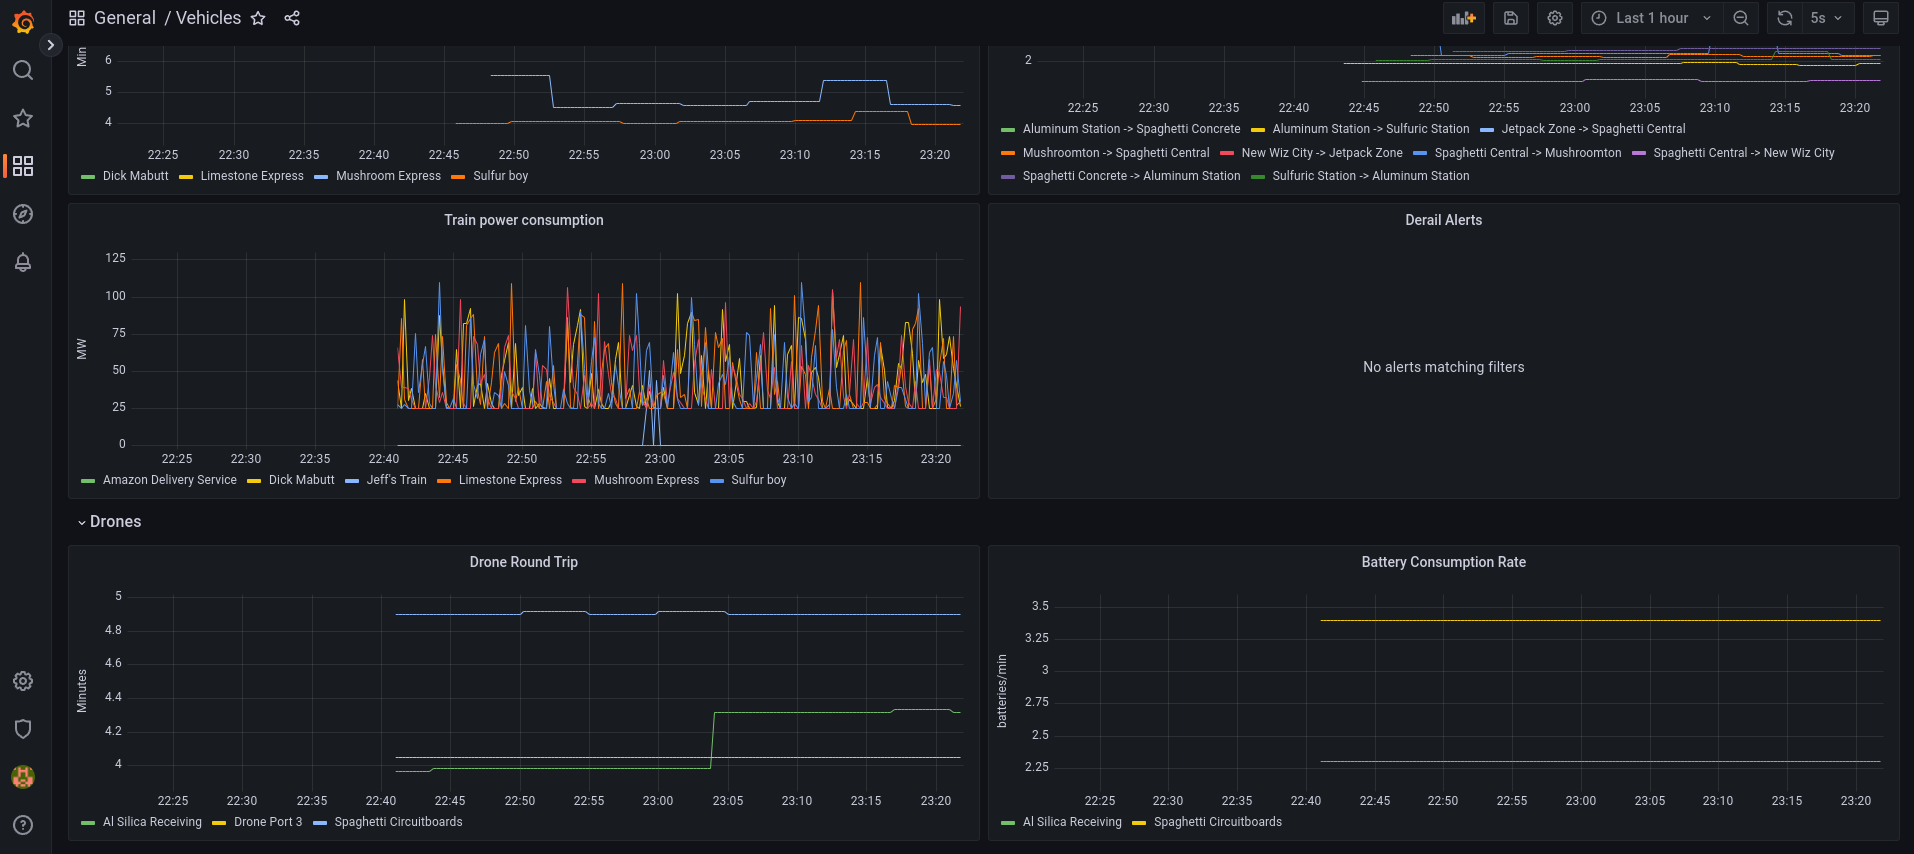 General / Vehicles
Last 1 hour
5s
Min
6
5
4
22:25 22:30 22:35 22:40 22:45 22:50 22:55 23:00 23:05 23:10 23:15 23:20
Dick Mabutt Limestone Express Mushroom Express Sulfur boy
2
22:25 22:30 22:35 22:40 22:45 22:50 22:55 23:00 23:05 23:10 23:15 23:20
Aluminum Station -> Spaghetti Concrete Aluminum Station -> Sulfuric Station Jetpack Zone -> Spaghetti Central
Mushroomton -> Spaghetti Central New Wiz City -> Jetpack Zone Spaghetti Central -> Mushroomton Spaghetti Central -> New Wiz City
Spaghetti Concrete -> Aluminum Station Sulfuric Station -> Aluminum Station
Train power consumption
MW
125
100
75
50
25
0
22:25 22:30 22:35 22:40 22:45 22:50 22:55 23:00 23:05 23:10 23:15 23:20
Amazon Delivery Service Dick Mabutt Jeff's Train Limestone Express Mushroom Express Sulfur boy
Derail Alerts
No alerts matching filters
Drones
Drone Round Trip
Minutes
5
4.8
4.6
4.4
4.2
4
22:25 22:30 22:35 22:40 22:45 22:50 22:55 23:00 23:05 23:10 23:15 23:20
Al Silica Receiving Drone Port 3 Spaghetti Circuitboards
Battery Consumption Rate
batteries/min
3.5
3.25
3
2.75
2.5
2.25
22:25 22:30 22:35 22:40 22:45 22:50 22:55 23:00 23:05 23:10 23:15 23:20
Al Silica Receiving Spaghetti Circuitboards